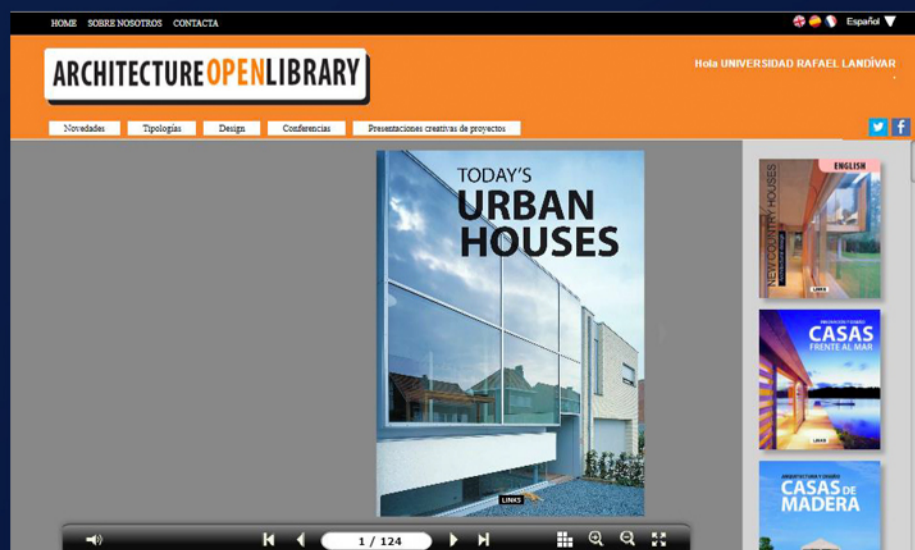 HOME SOBRE NOSOTROS CONTACTA
Español
ARCHITECTUREOPENLIBRARY
Hola UNIVERSIDAD RAFAEL LANDÍVAR
.
Novedades Tipologías Design Conferencias Presentaciones creativas de proyectos
TODAY'S
URBAN
HOUSES
LINKS
1 / 124
ENGLISH
NEW COUNTRY HOUSES
LINKS
CASAS
FRENTE AL MAR
LINKS
CASAS DE
MADERA